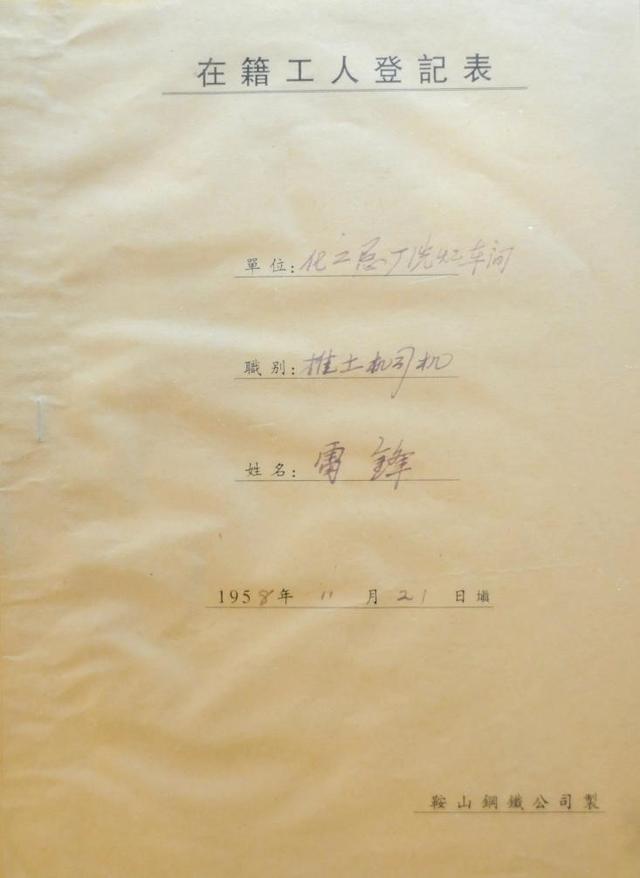 在籍工人登記表
單位:化工总厂洗煤车间
職别:推土机司机
姓名:雷鋒
1958年11月21日塡
鞍山鋼鐵公司製